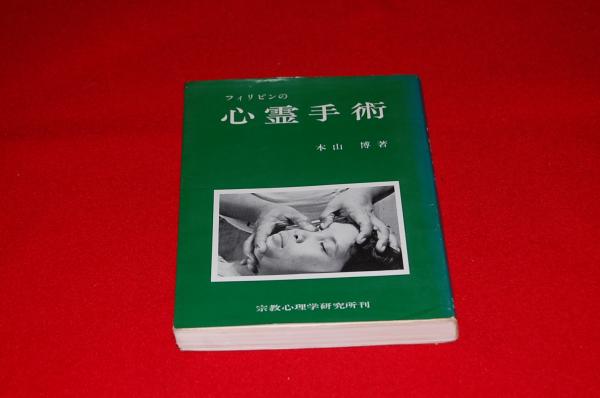 フィリピンの
心霊手術
本山 博著
宗教心理学研究所刊